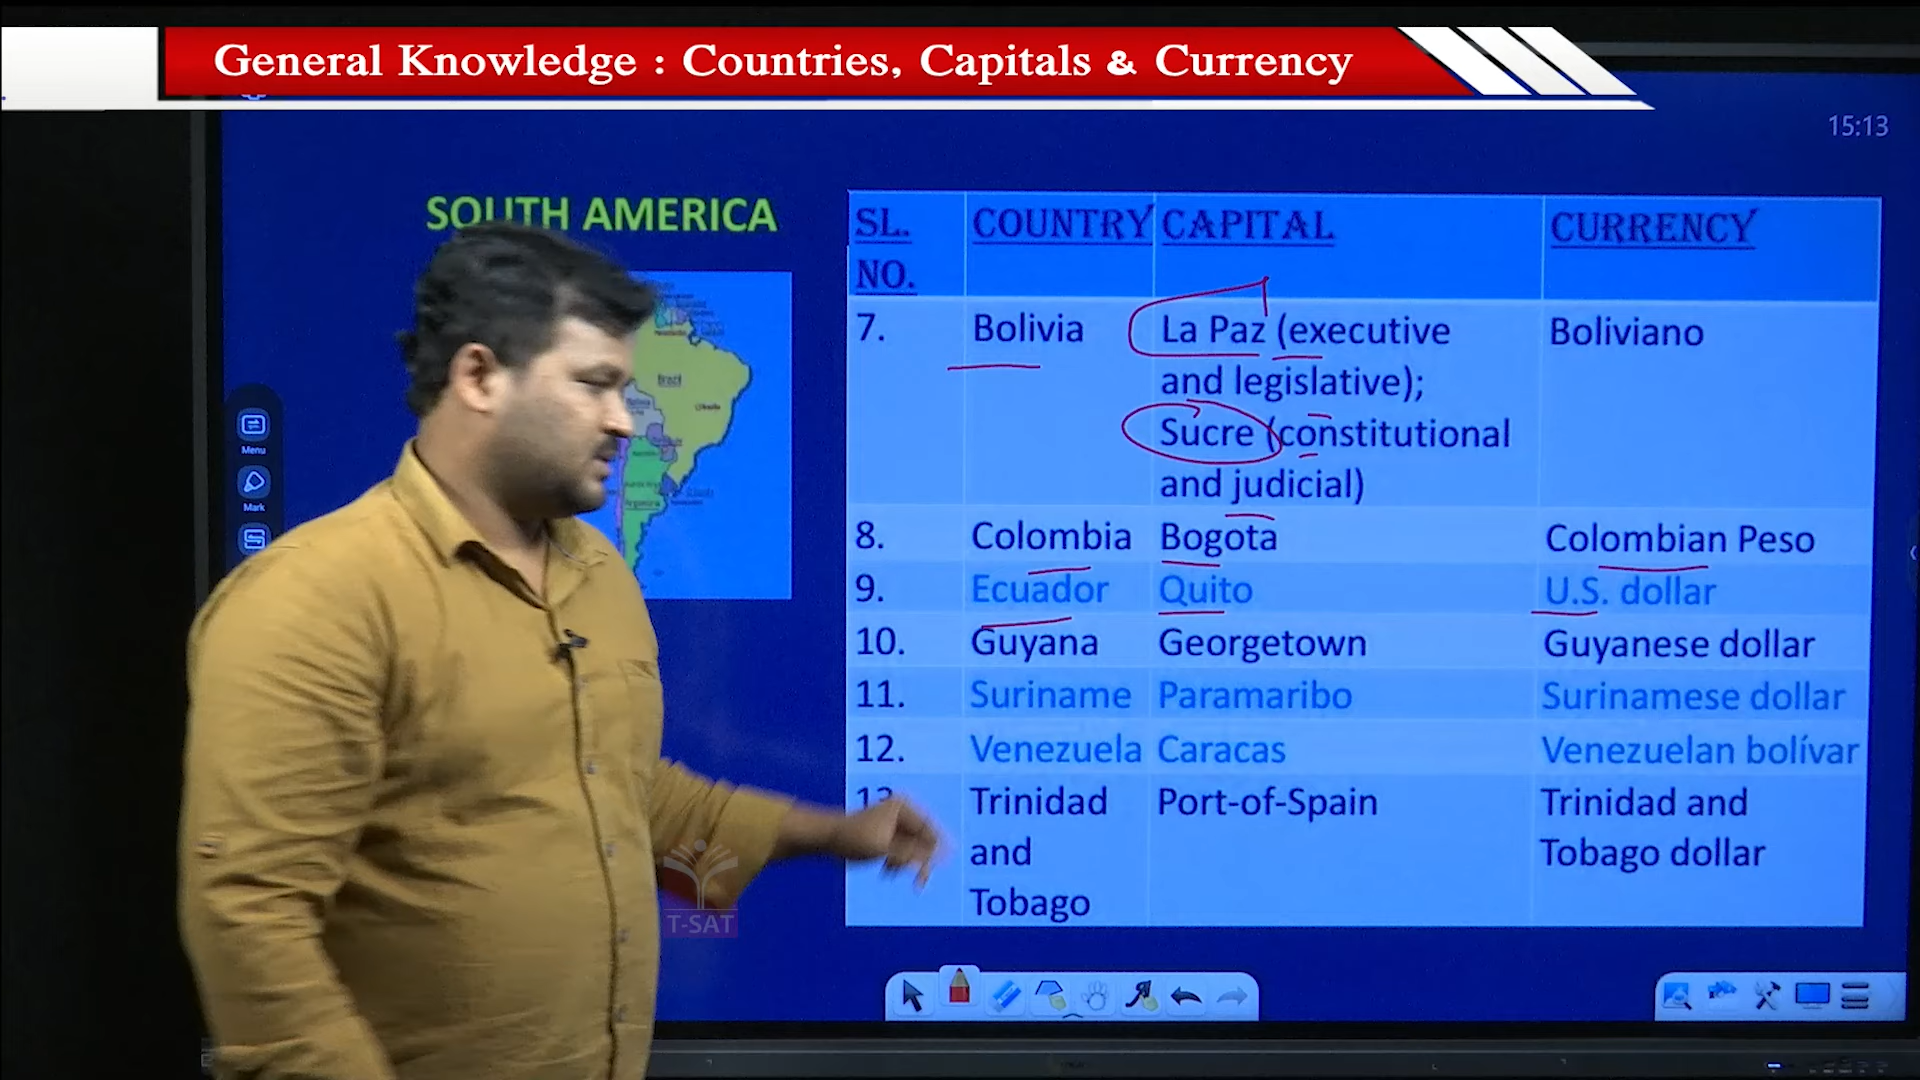 General Knowledge : Countries, Capitals & Currency
15:13
SOUTH AMERICA
SL. NO. COUNTRY CAPITAL CURRENCY
7. Bolivia La Paz (executive and legislative); Sucre (constitutional and judicial) Boliviano
8. Colombia Bogota Colombian Peso
9. Ecuador Quito U.S. dollar
10. Guyana Georgetown Guyanese dollar
11. Suriname Paramaribo Surinamese dollar
12. Venezuela Caracas Venezuelan bolívar
13. Trinidad and Tobago Port-of-Spain Trinidad and Tobago dollar
Brazil
Menu
Mark
T-SAT